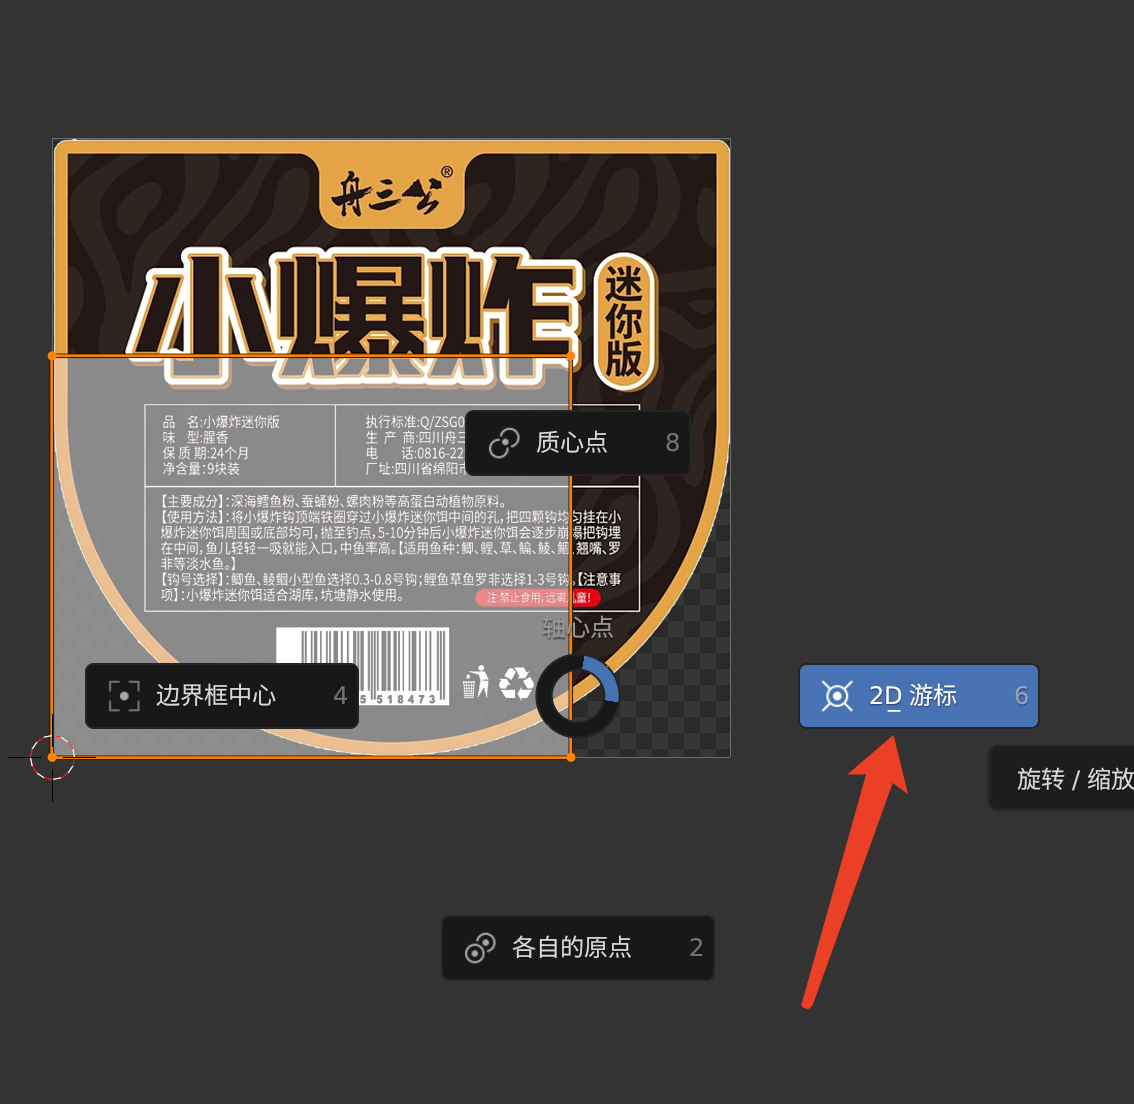 舟三公®
小爆炸
迷你版
品 名:小爆炸迷你版
味 型:腥香
保质期:24个月
净含量:9块装
执行标准:Q/ZSG0
生 产 商:四川舟三
电 话:0816-22
厂址:四川省绵阳市
质心点 8
【主要成分】:深海鳕鱼粉、蚕蛹粉、螺肉粉等高蛋白动植物原料。
【使用方法】:将小爆炸钩顶端铁圈穿过小爆炸迷你饵中间的孔,把四颗钩均匀挂在小
爆炸迷你饵周围或底部均可,抛至钓点,5-10分钟后小爆炸迷你饵会逐步崩塌把钩埋
在中间,鱼儿轻轻一吸就能入口,中鱼率高。【适用鱼种:鲫、鲤、草、鳊、鲮、鲴、翘嘴、罗
非等淡水鱼。】
【钩号选择】:鲫鱼、鲮鲴小型鱼选择0.3-0.8号钩;鲤鱼草鱼罗非选择1-3号钩。【注意事
项】:小爆炸迷你饵适合湖库,坑塘静水使用。
注:禁止食用,远离儿童!
轴心点
边界框中心 4
5 518473
2D 游标 6
旋转 / 缩放
各自的原点 2